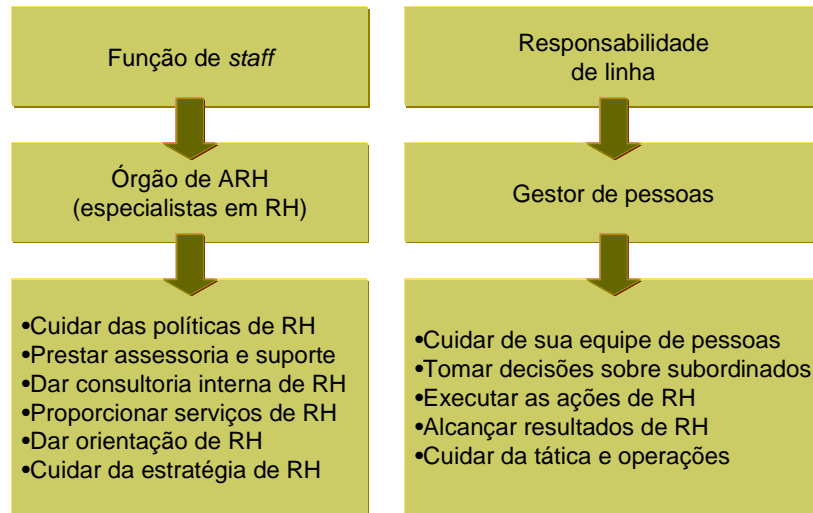 Função de staff
Órgão de ARH
(especialistas em RH)
•Cuidar das políticas de RH
•Prestar assessoria e suporte
•Dar consultoria interna de RH
•Proporcionar serviços de RH
•Dar orientação de RH
•Cuidar da estratégia de RH
Responsabilidade
de linha
Gestor de pessoas
•Cuidar de sua equipe de pessoas
•Tomar decisões sobre subordinados
•Executar as ações de RH
•Alcançar resultados de RH
•Cuidar da tática e operações